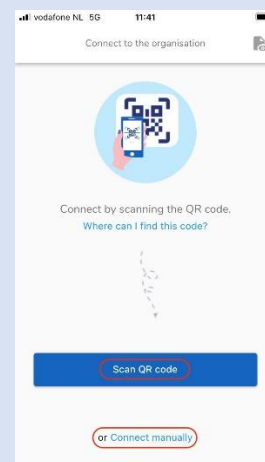 vodafone NL 5G 11:41
Connect to the organisation
Connect by scanning the QR code.
Where can I find this code?
Scan QR code
or Connect manually